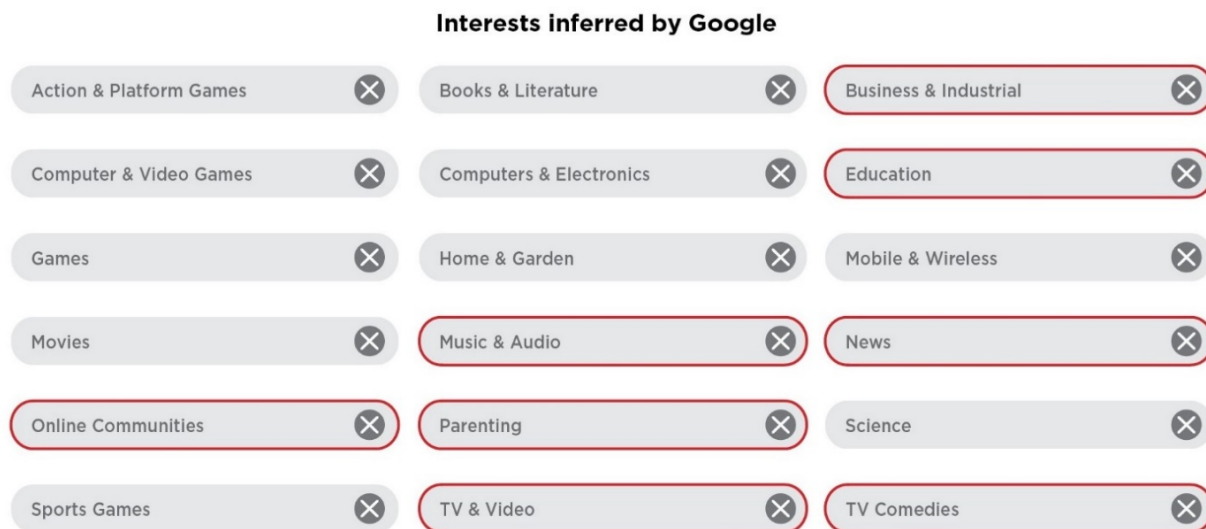 Interests inferred by Google
Action & Platform Games
Books & Literature
Business & Industrial
Computer & Video Games
Computers & Electronics
Education
Games
Home & Garden
Mobile & Wireless
Movies
Music & Audio
News
Online Communities
Parenting
Science
Sports Games
TV & Video
TV Comedies